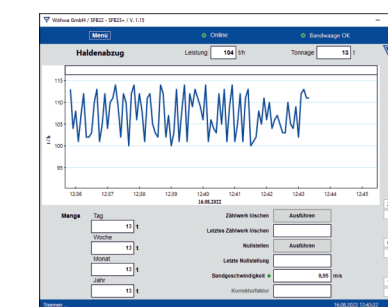 Wöhwa GmbH / SFB22 - SFB23+ / V. 1.15
Menü Online Bandwaage OK
Haldenabzug Leistung: 104 t/h Tonnage 13 t
115
110
105
100
95
t/h
12:36 12:37 12:38 12:39 12:40 12:41 12:42 12:43 12:44 12:45
16.08.2022
Menge Tag Zählwerk löschen Ausführen
13 t Letztes Zählwerk löschen
Woche
13 t Nullstellen Ausführen
Monat Letzte Nullstellung
13 t
Jahr Bandgeschwindigkeit 0,95 m/s
13 t Korrekturfaktor
Trennen 16.08.2022 12:43:22